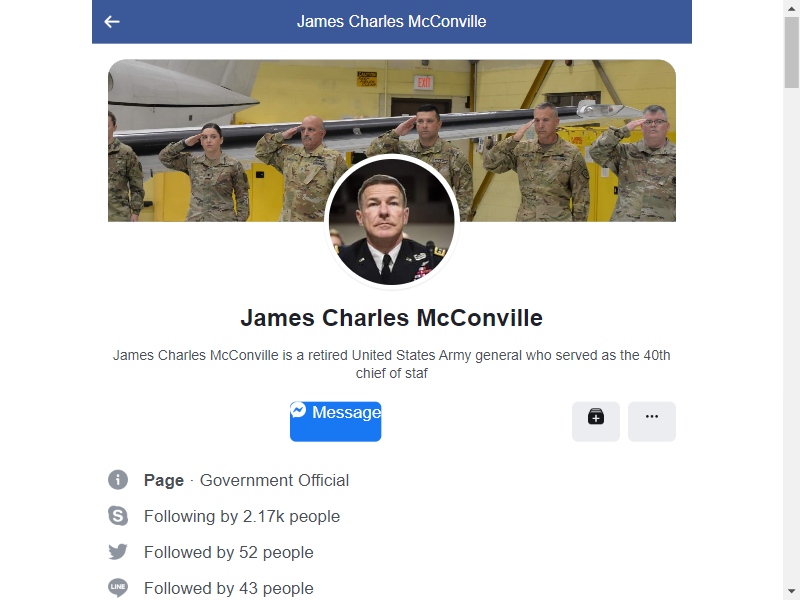 James Charles McConville
EXIT
James Charles McConville
James Charles McConville is a retired United States Army general who served as the 40th
chief of staf
Message
Page · Government Official
Following by 2.17k people
Followed by 52 people
LINE
Followed by 43 people